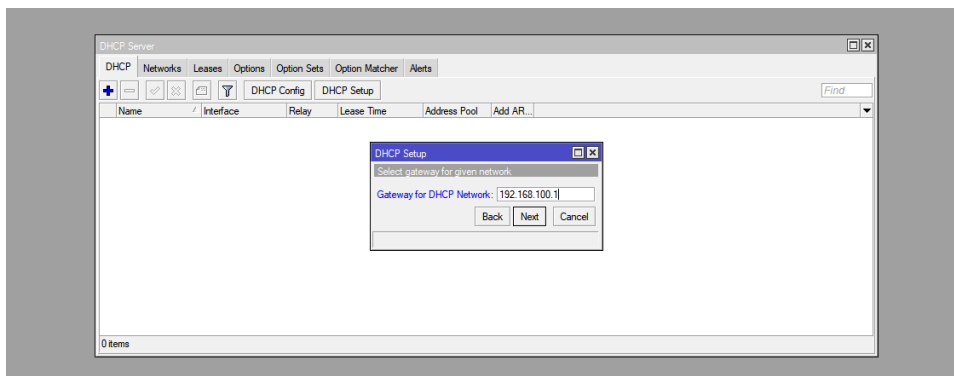 DHCP Server
DHCP Networks Leases Options Option Sets Option Matcher Alerts
DHCP Config DHCP Setup Find
Name Interface Relay Lease Time Address Pool Add AR...
DHCP Setup
Select gateway for given network
Gateway for DHCP Network: 192.168.100.1
Back Next Cancel
0 items